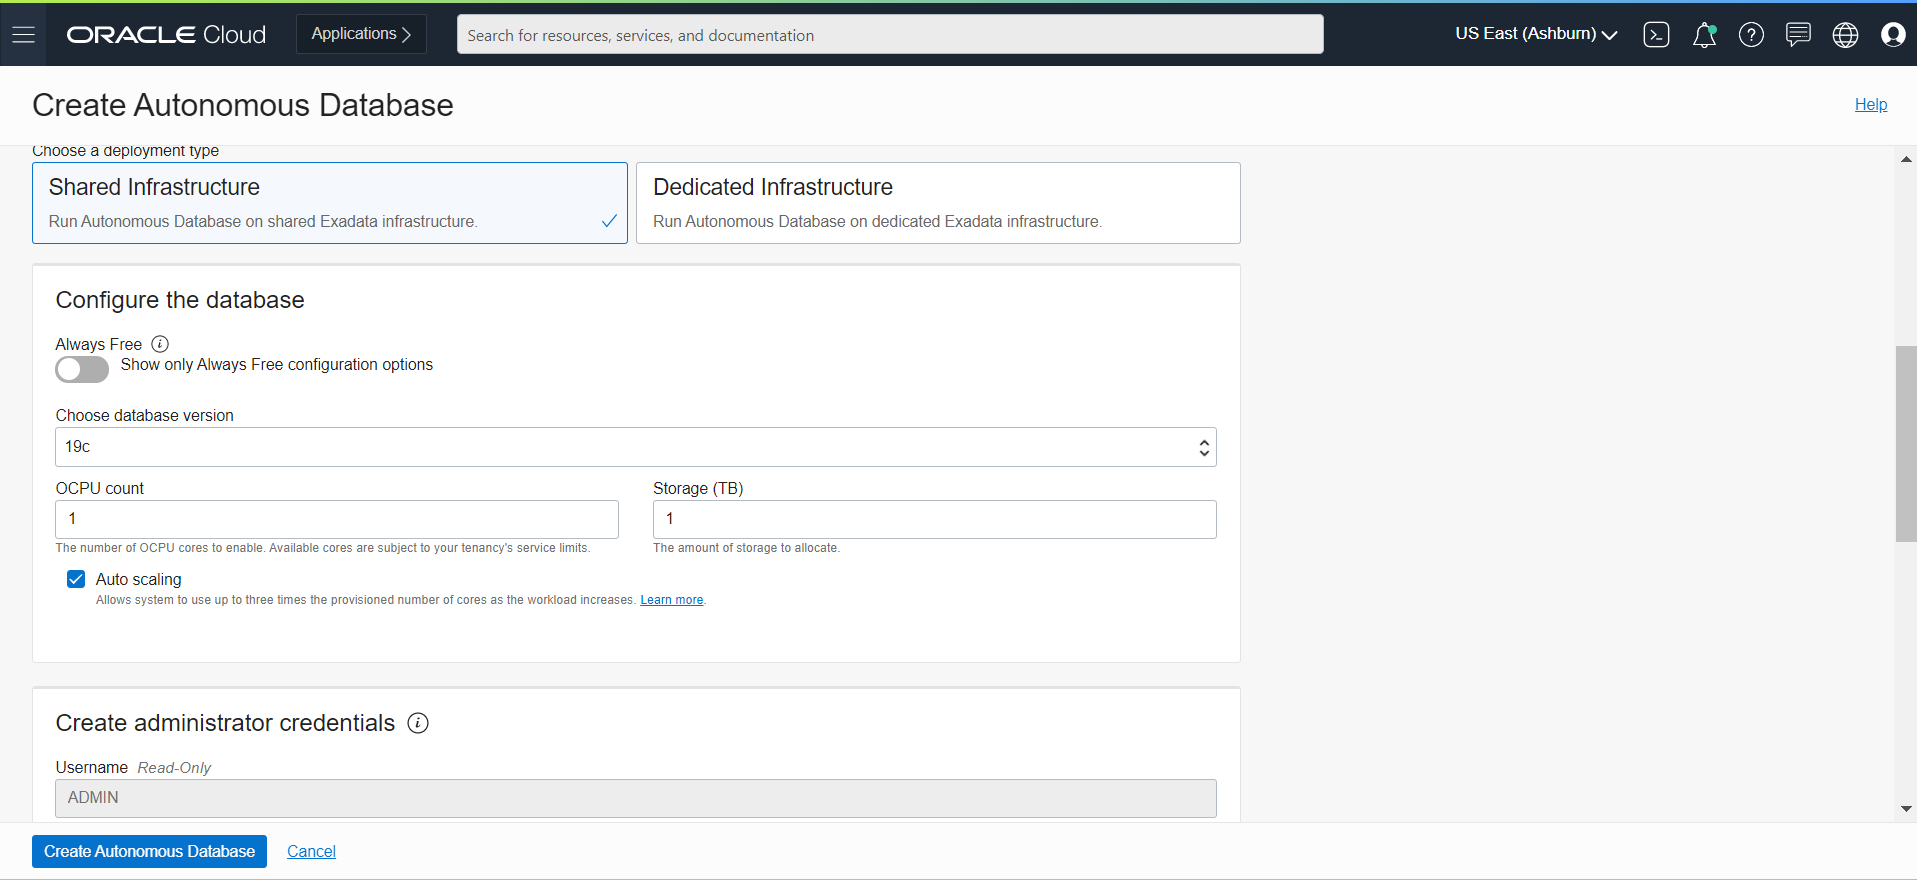 ORACLE Cloud
Applications
Search for resources, services, and documentation
US East (Ashburn)
Create Autonomous Database
Help
Choose a deployment type
Shared Infrastructure
Run Autonomous Database on shared Exadata infrastructure.
Dedicated Infrastructure
Run Autonomous Database on dedicated Exadata infrastructure.
Configure the database
Always Free
Show only Always Free configuration options
Choose database version
19c
OCPU count
1
The number of OCPU cores to enable. Available cores are subject to your tenancy's service limits.
Storage (TB)
1
The amount of storage to allocate.
Auto scaling
Allows system to use up to three times the provisioned number of cores as the workload increases. Learn more.
Create administrator credentials
Username Read-Only
ADMIN
Create Autonomous Database
Cancel